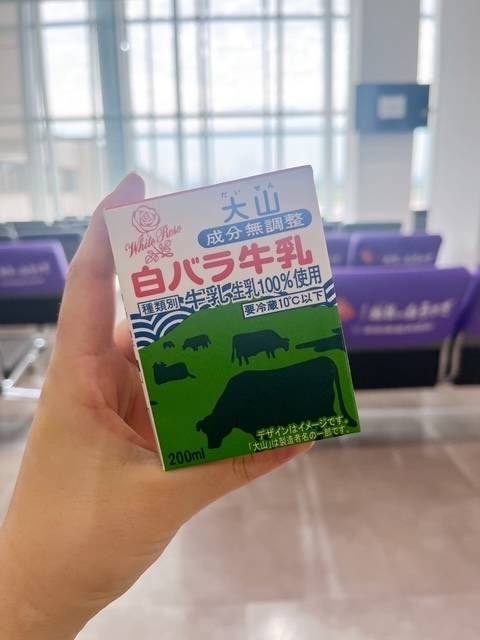 だいせん
大山
成分無調整
White Rose
白バラ牛乳
種類別 牛乳 生乳100%使用
要冷蔵10℃以下
デザインはイメージです。
「大山」は製造者名の一部です。
200ml